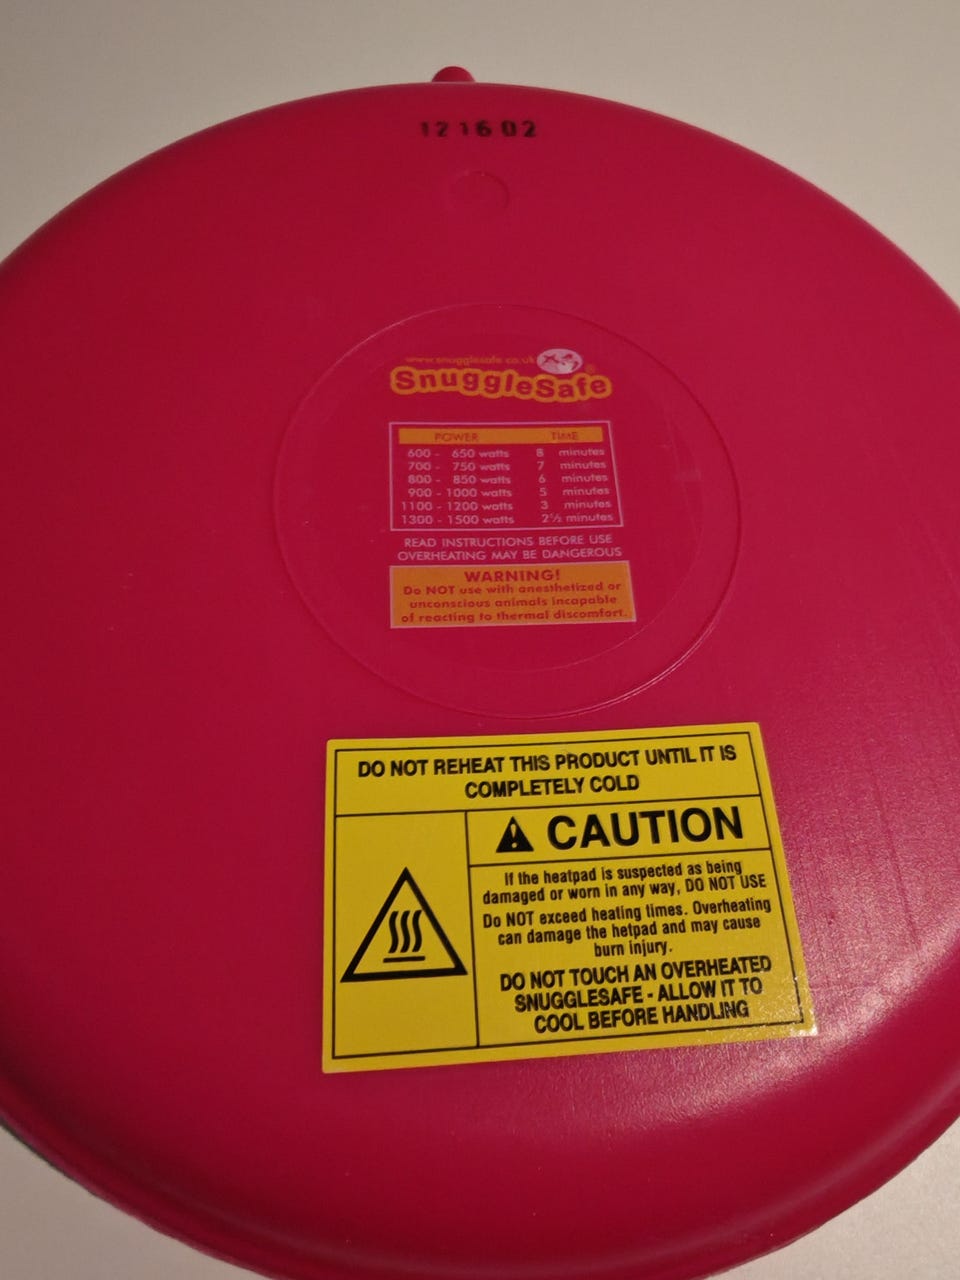 12 16 02
www.snugglesafe.co.uk
SnuggleSafe
POWER TIME
600 - 650 watts 8 minutes
700 - 750 watts 7 minutes
800 - 850 watts 6 minutes
900 - 1000 watts 5 minutes
1100 - 1200 watts 3 minutes
1300 - 1500 watts 2½ minutes
READ INSTRUCTIONS BEFORE USE
OVERHEATING MAY BE DANGEROUS
WARNING!
Do NOT use with anesthetized or
unconscious animals incapable
of reacting to thermal discomfort.
DO NOT REHEAT THIS PRODUCT UNTIL IT IS
COMPLETELY COLD
CAUTION
If the heatpad is suspected as being
damaged or worn in any way, DO NOT USE
Do NOT exceed heating times. Overheating
can damage the hetpad and may cause
burn injury.
DO NOT TOUCH AN OVERHEATED
SNUGGLESAFE - ALLOW IT TO
COOL BEFORE HANDLING